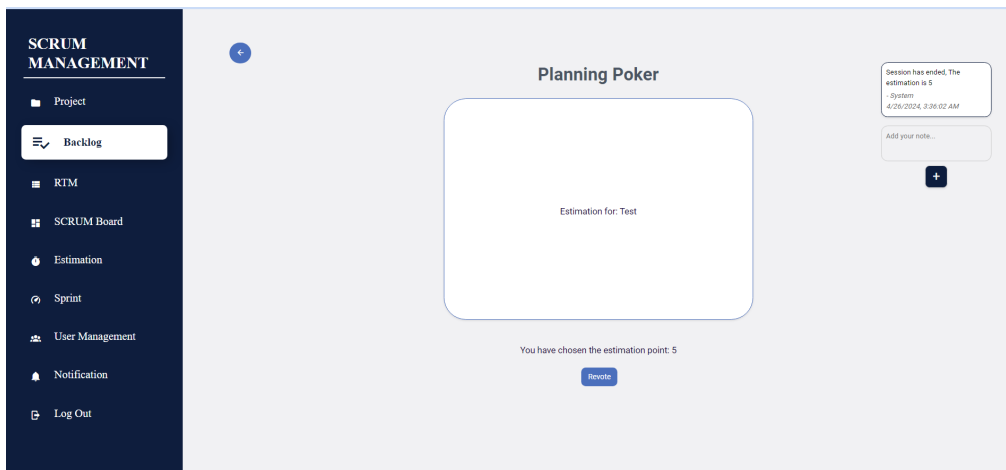 SCRUM
MANAGEMENT
Project
Backlog
RTM
SCRUM Board
Estimation
Sprint
User Management
Notification
Log Out
Planning Poker
Estimation for: Test
You have chosen the estimation point: 5
Revote
Session has ended, The
estimation is 5
- System
4/26/2024, 3:36:02 AM
Add your note...
+